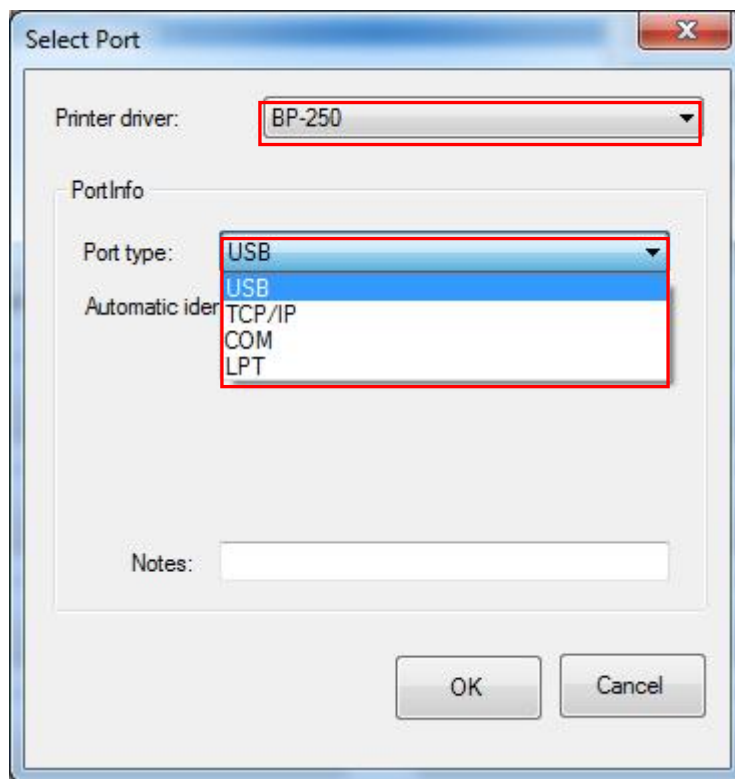 Select Port
Printer driver: BP-250
PortInfo
Port type: USB
USB
Automatic ider
TCP/IP
COM
LPT
Notes:
OK Cancel